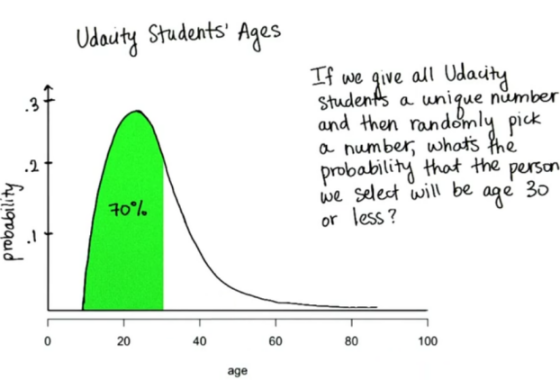 Udacity Students' Ages
If we give all Udacity
students a unique number
and then randomly pick
a number, what's the
probability that the person
we select will be age 30
or less?
.3
.2
.1
probability
70%
0 20 40 60 80 100
age